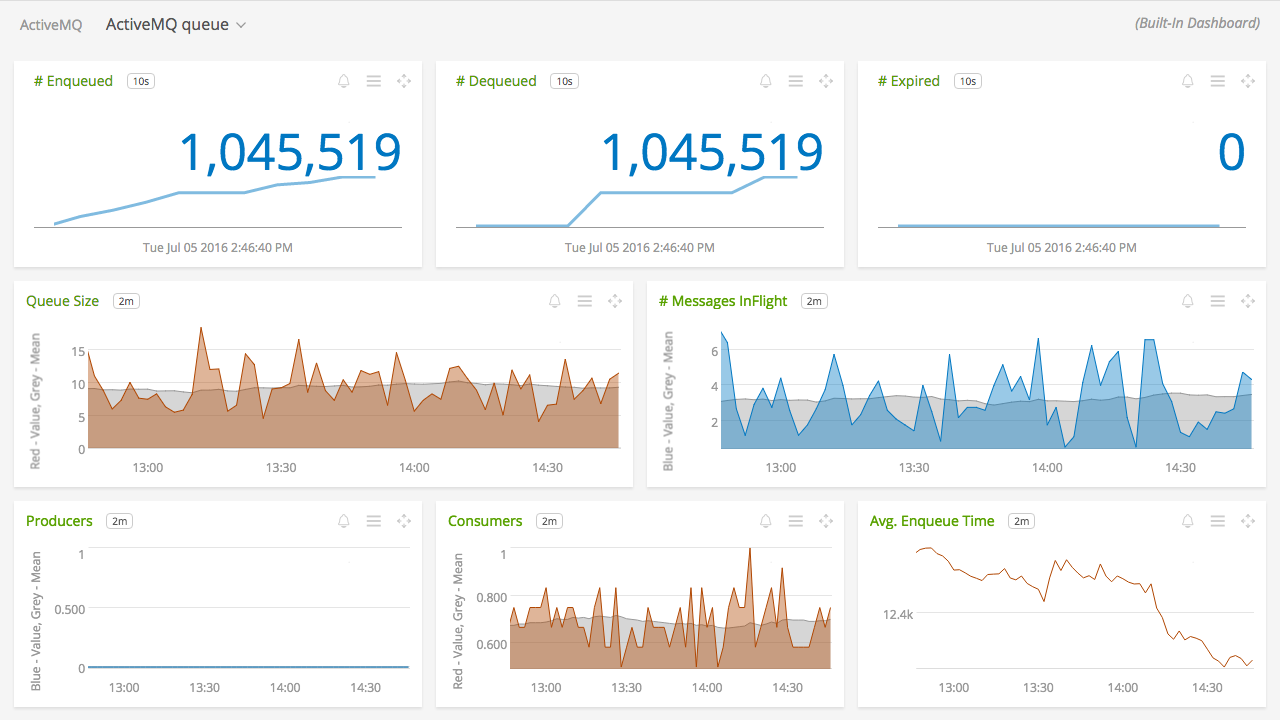 ActiveMQ ActiveMQ queue (Built-In Dashboard)
# Enqueued 10s
1,045,519
Tue Jul 05 2016 2:46:40 PM
# Dequeued 10s
1,045,519
Tue Jul 05 2016 2:46:40 PM
# Expired 10s
0
Tue Jul 05 2016 2:46:40 PM
Queue Size 2m
Red - Value, Grey - Mean
15
10
5
0
13:00 13:30 14:00 14:30
# Messages InFlight 2m
Blue - Value, Grey - Mean
6
4
2
13:00 13:30 14:00 14:30
Producers 2m
Blue - Value, Grey - Mean
1
0.500
0
13:00 13:30 14:00 14:30
Consumers 2m
Red - Value, Grey - Mean
1
0.800
0.600
13:00 13:30 14:00 14:30
Avg. Enqueue Time 2m
12.4k
13:00 13:30 14:00 14:30